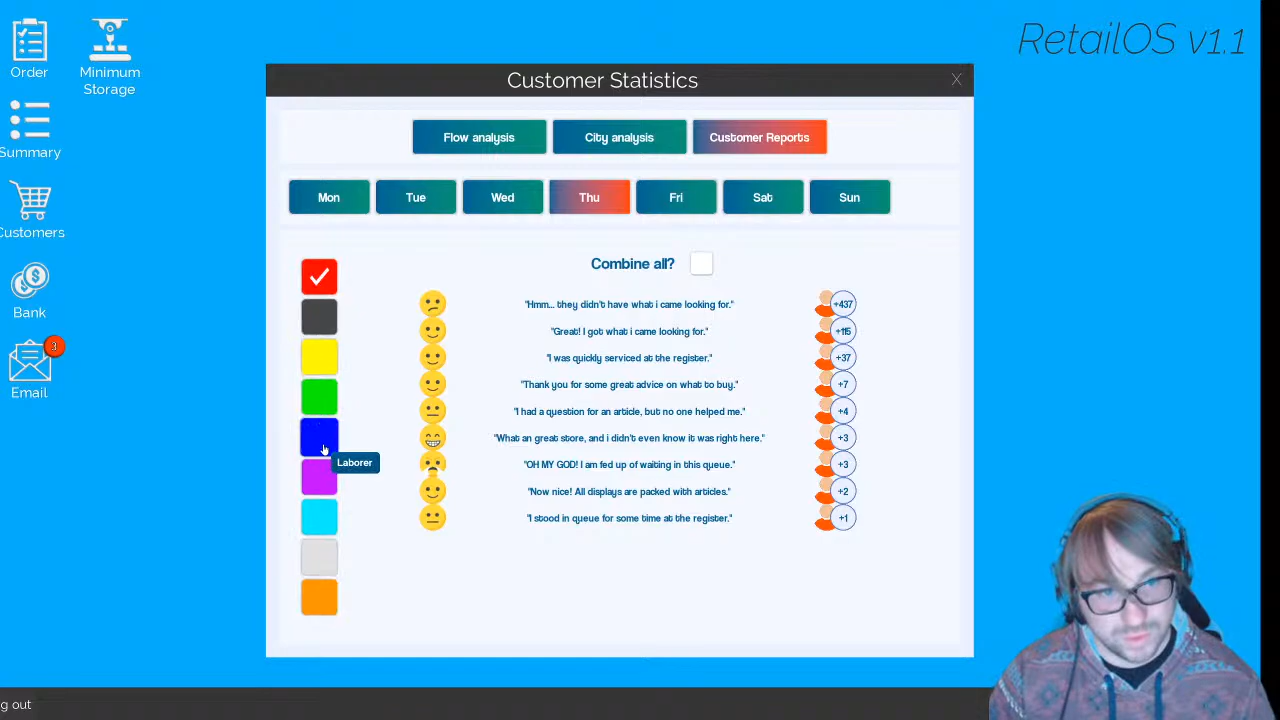 RetailOS v1.1
Order
Minimum
Storage
Summary
Customers
Bank
3
Email
Customer Statistics
X
Flow analysis
City analysis
Customer Reports
Mon
Tue
Wed
Thu
Fri
Sat
Sun
Combine all?
"Hmm... they didn't have what i came looking for."
+437
"Great! I got what i came looking for."
+115
"I was quickly serviced at the register."
+37
"Thank you for some great advice on what to buy."
+7
"I had a question for an article, but no one helped me."
+4
"What an great store, and i didn't even know it was right here."
+3
Laborer
"OH MY GOD! I am fed up of waiting in this queue."
+3
"Now nice! All displays are packed with articles."
+2
"I stood in queue for some time at the register."
+1
g out